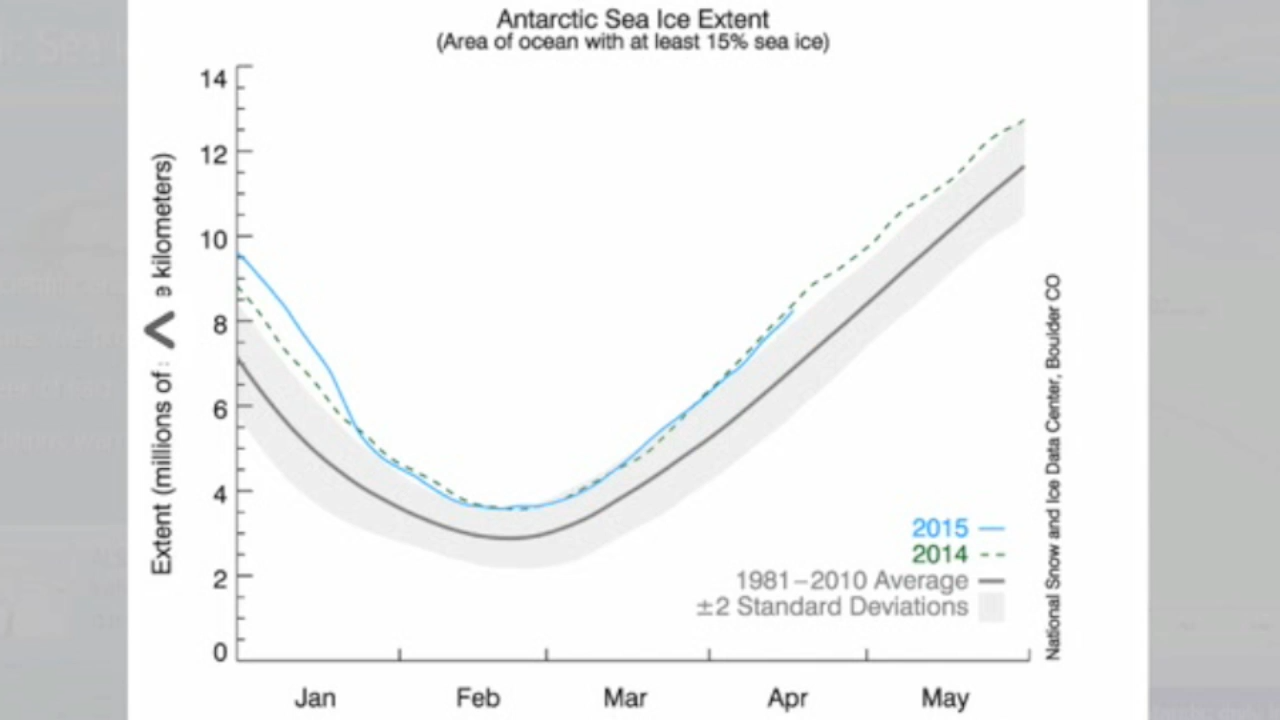 Antarctic Sea Ice Extent
(Area of ocean with at least 15% sea ice)
Extent (millions of
kilometers)
14
12
10
8
6
4
2
0
Jan Feb Mar Apr May
2015
2014
1981–2010 Average
±2 Standard Deviations
National Snow and Ice Data Center, Boulder CO